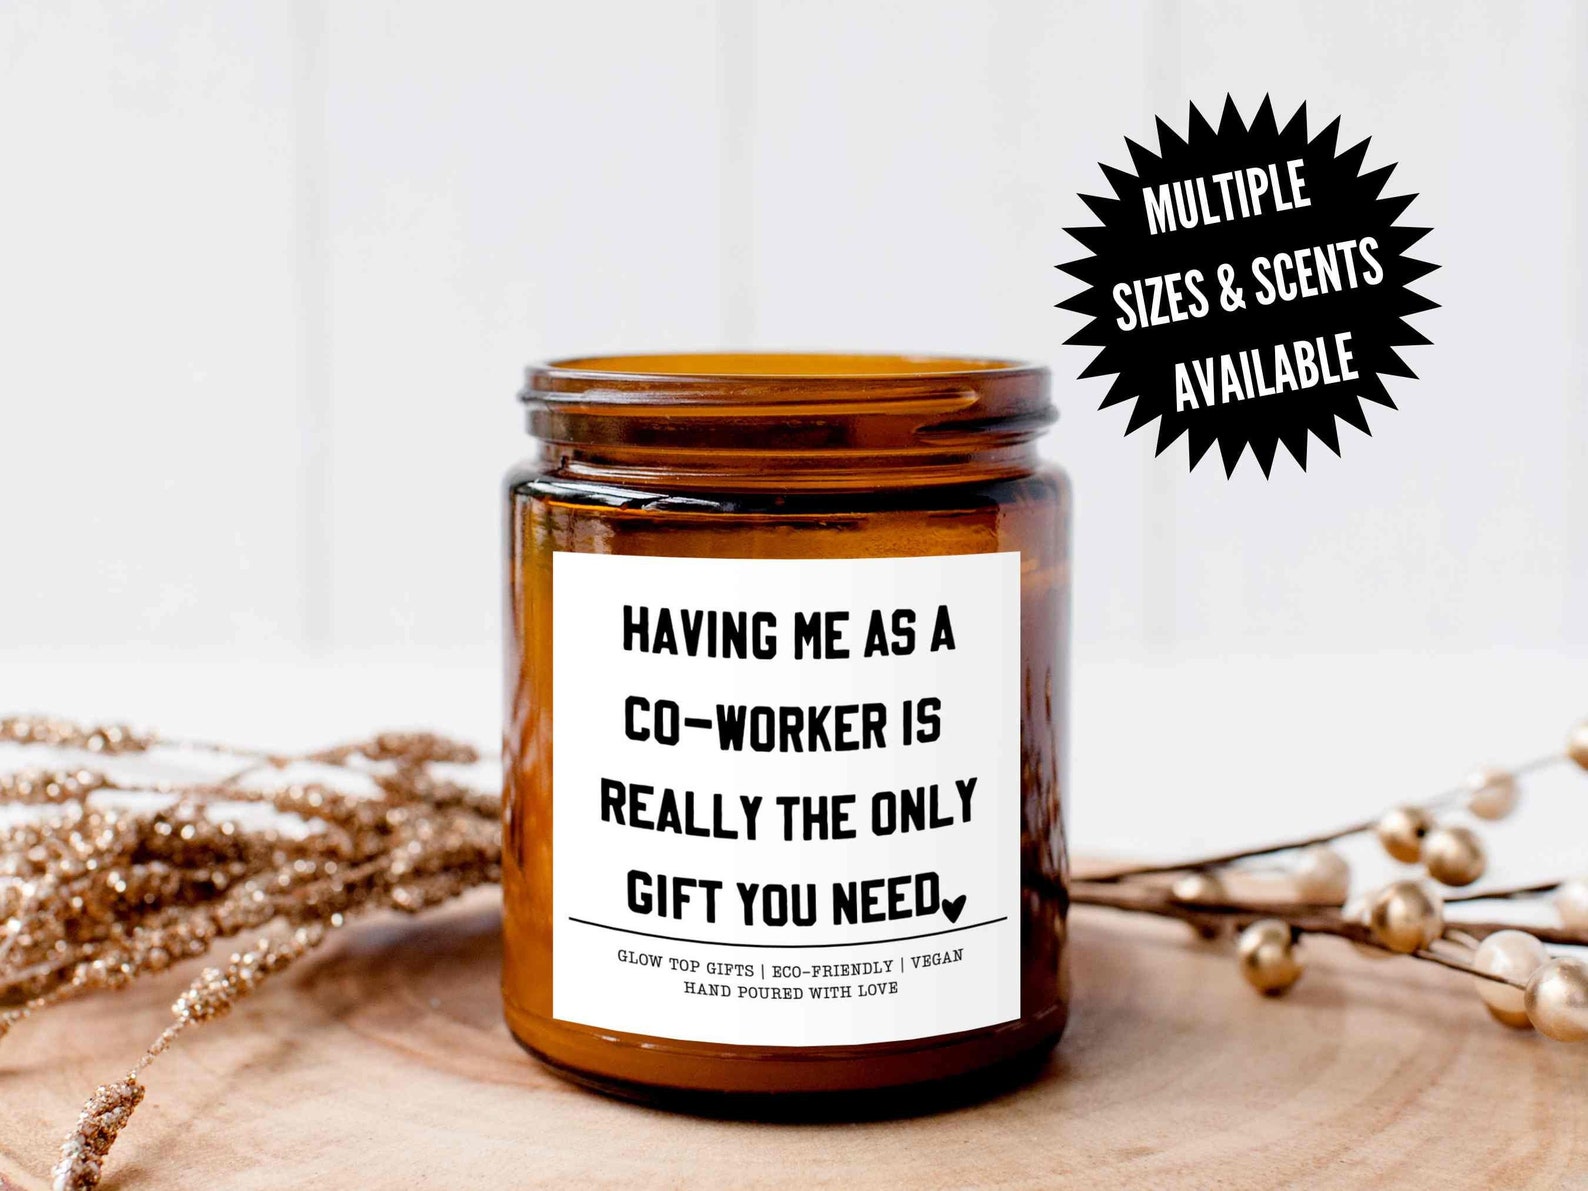 MULTIPLE
SIZES & SCENTS
AVAILABLE
HAVING ME AS A
CO-WORKER IS
REALLY THE ONLY
GIFT YOU NEED
GLOW TOP GIFTS | ECO-FRIENDLY | VEGAN
HAND POURED WITH LOVE